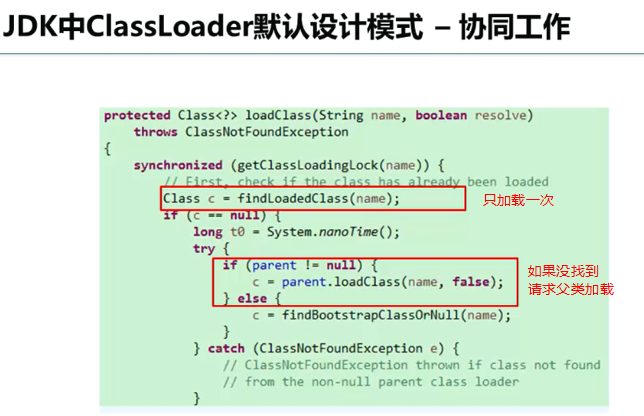 JDK中ClassLoader默认设计模式 – 协同工作
protected Class<?> loadClass(String name, boolean resolve)
throws ClassNotFoundException
{
synchronized (getClassLoadingLock(name)) {
// First, check if the class has already been loaded
Class c = findLoadedClass(name);
只加载一次
if (c == null) {
long t0 = System.nanoTime();
try {
if (parent != null) {
如果没找到
c = parent.loadClass(name, false);
请求父类加载
} else {
c = findBootstrapClassOrNull(name);
}
} catch (ClassNotFoundException e) {
// ClassNotFoundException thrown if class not found
// from the non-null parent class loader
}